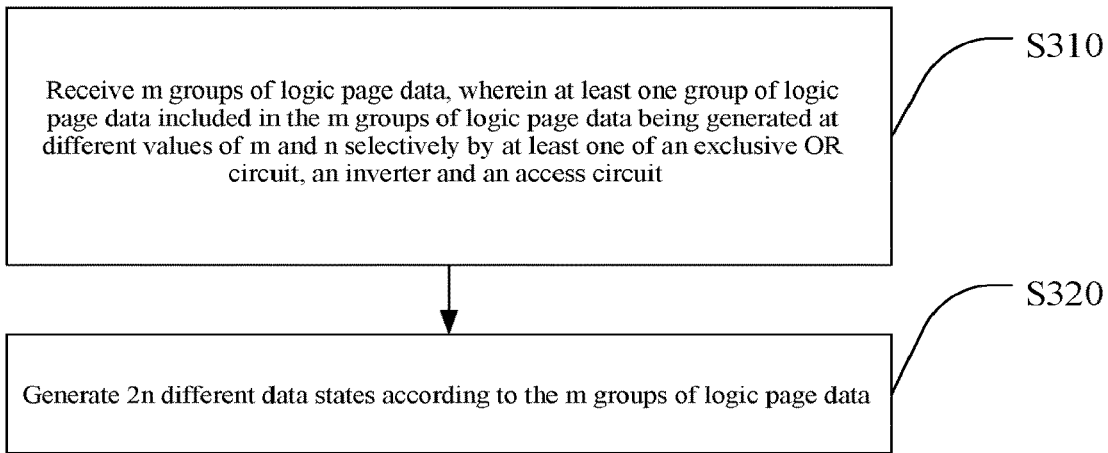 Receive m groups of logic page data, wherein at least one group of logic
page data included in the m groups of logic page data being generated at
different values of m and n selectively by at least one of an exclusive OR
circuit, an inverter and an access circuit
S310
Generate 2n different data states according to the m groups of logic page data
S320